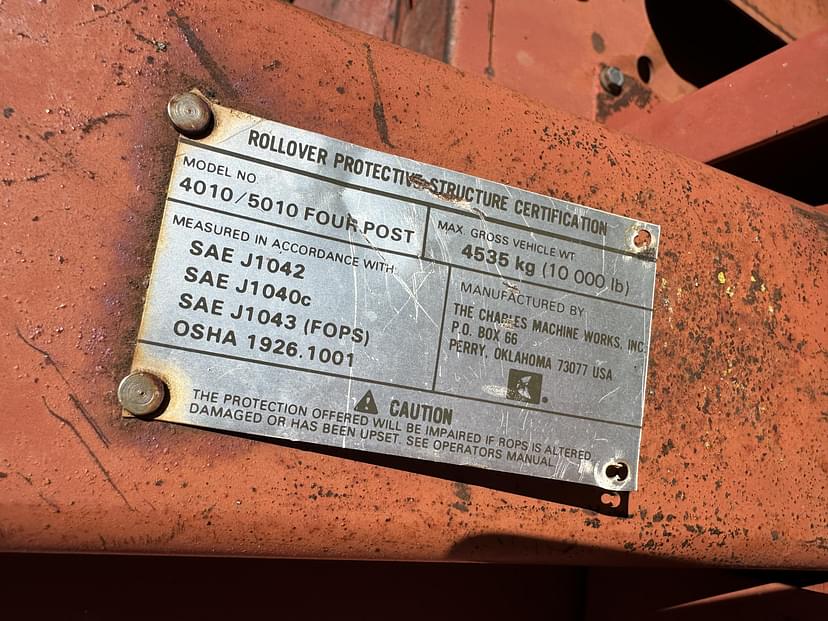 ROLLOVER PROTECTIVE STRUCTURE CERTIFICATION
MODEL NO
4010/5010 FOUR POST
MAX. GROSS VEHICLE WT.
4535 kg (10 000 lb)
MEASURED IN ACCORDANCE WITH
SAE J1042
SAE J1040c
SAE J1043 (FOPS)
OSHA 1926.1001
MANUFACTURED BY
THE CHARLES MACHINE WORKS, INC.
P.O. BOX 66
PERRY, OKLAHOMA 73077 USA
CAUTION
THE PROTECTION OFFERED WILL BE IMPAIRED IF ROPS IS ALTERED,
DAMAGED OR HAS BEEN UPSET. SEE OPERATORS MANUAL.